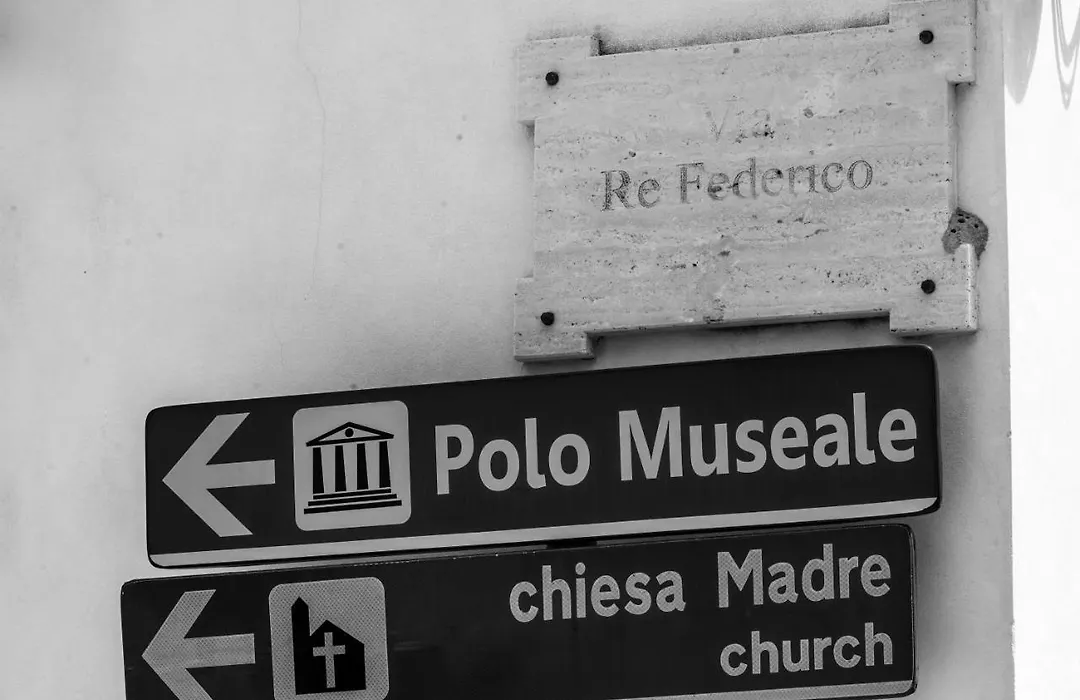 Via
Re Federico
Polo Museale
chiesa Madre
church